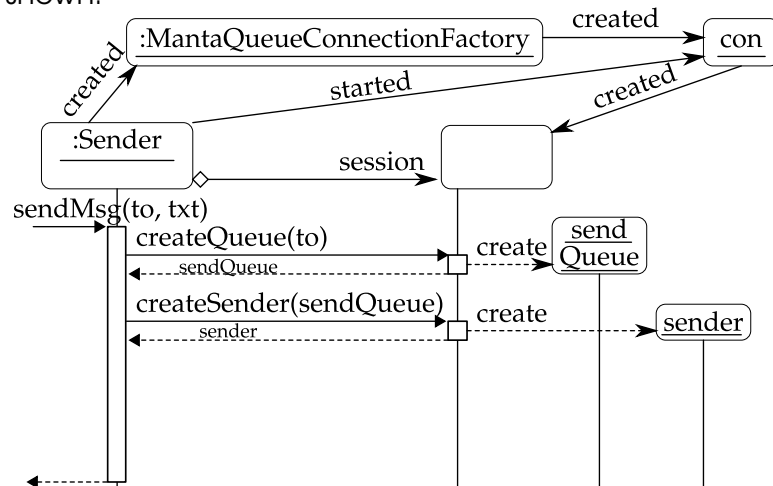 shown.
created
:MantaQueueConnectionFactory
con
created
started
created
:Sender
session
sendMsg(to, txt)
createQueue(to)
create
send
Queue
sendQueue
createSender(sendQueue)
create
sender
sender